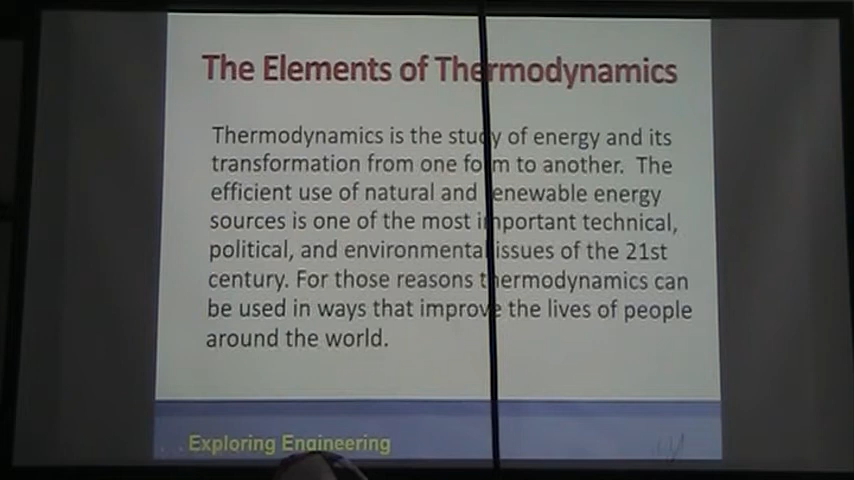 The Elements of Thermodynamics
Thermodynamics is the study of energy and its
transformation from one form to another. The
efficient use of natural and renewable energy
sources is one of the most important technical,
political, and environmental issues of the 21st
century. For those reasons thermodynamics can
be used in ways that improve the lives of people
around the world.
Exploring Engineering